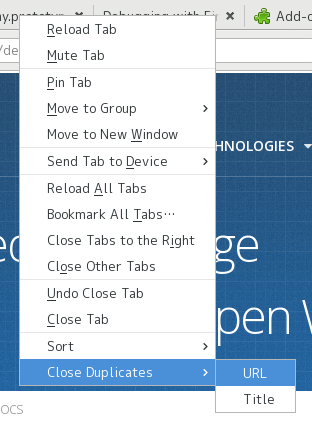 Debugging with Fi
Add-o
Reload Tab
Mute Tab
Pin Tab
Move to Group
Move to New Window
Send Tab to Device
Reload All Tabs
Bookmark All Tabs…
Close Tabs to the Right
Close Other Tabs
Undo Close Tab
Close Tab
Sort
Close Duplicates
URL
Title
/de
HNOLOGIES
ge
pen
OCS